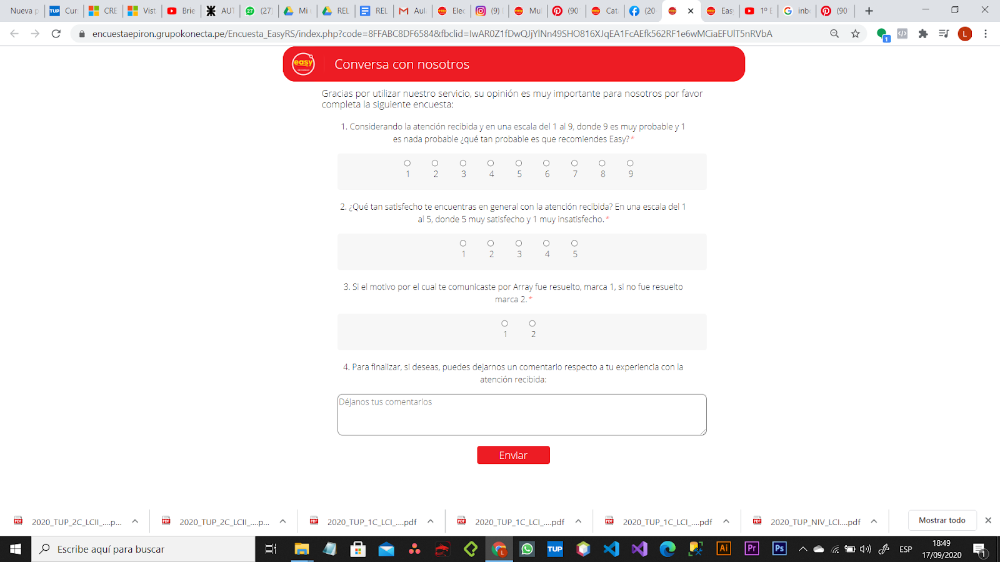 Nueva p
TUP Cur
CRE
Vist
Brie
AUT
27 (27)
Mi
REL
REL
Aul
Elec
(9)
Mu
(90
Cat
(20
Eas
1º E
inb
(90
encuestaepiron.grupokonecta.pe/Encuesta_EasyRS/index.php?code=8FFABC8DF6584&fbclid=IwAR0Z1fDwQJjYlNn49SHO816XJqEA1FcAEfk562RF1e6wMCiaEFUlT5nRVbA
1
L
easy
Conversa con nosotros
Gracias por utilizar nuestro servicio, su opinión es muy importante para nosotros por favor
completa la siguiente encuesta:
1. Considerando la atención recibida y en una escala del 1 al 9, donde 9 es muy probable y 1
es nada probable ¿qué tan probable es que recomiendes Easy?*
1 2 3 4 5 6 7 8 9
2. ¿Qué tan satisfecho te encuentras en general con la atención recibida? En una escala del 1
al 5, donde 5 muy satisfecho y 1 muy insatisfecho.*
1 2 3 4 5
3. Si el motivo por el cual te comunicaste por Array fue resuelto, marca 1, si no fue resuelto
marca 2.*
1 2
4. Para finalizar, si deseas, puedes dejarnos un comentario respecto a tu experiencia con la
atención recibida:
Déjanos tus comentarios
Enviar
2020_TUP_2C_LCII_....p...
2020_TUP_2C_LCII_....p...
2020_TUP_1C_LCI_....pdf
2020_TUP_1C_LCI_....pdf
2020_TUP_1C_LCI_....pdf
2020_TUP_NIV_LCI....pdf
Mostrar todo
Escribe aquí para buscar
L
TUP
Ai
Pr
Ps
ESP
18:49
17/09/2020
1